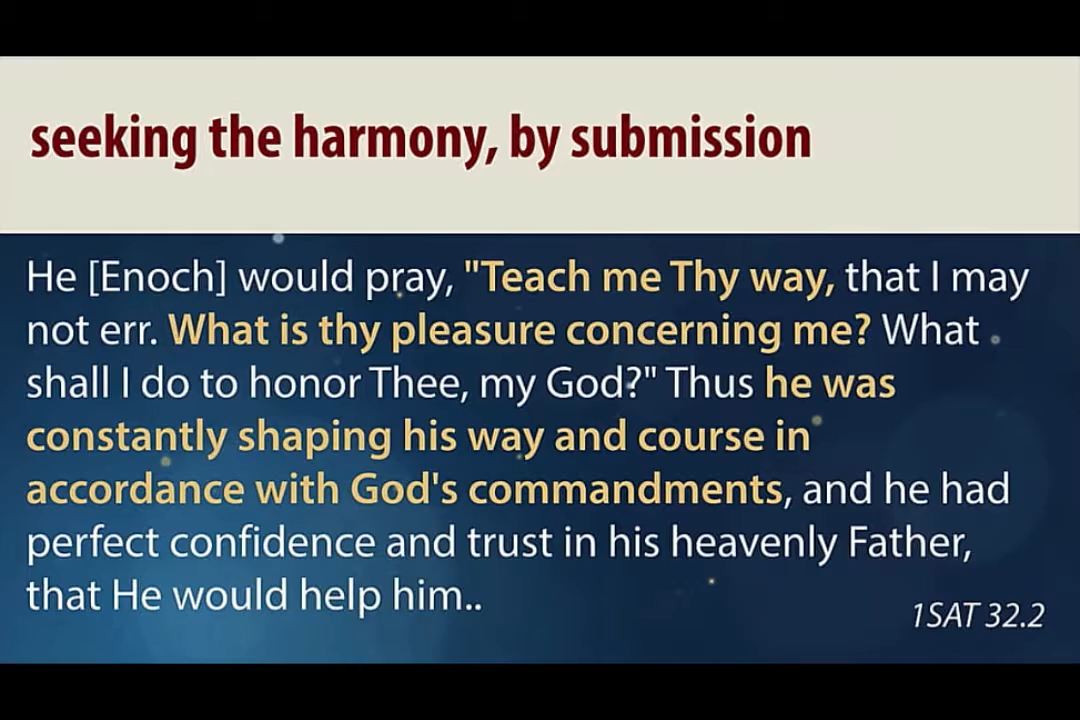 seeking the harmony, by submission
He [Enoch] would pray, "Teach me Thy way, that I may
not err. What is thy pleasure concerning me? What
shall I do to honor Thee, my God?" Thus he was
constantly shaping his way and course in
accordance with God's commandments, and he had
perfect confidence and trust in his heavenly Father,
that He would help him..
1SAT 32.2